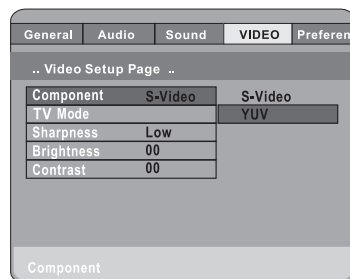 General Audio Sound VIDEO Preferen
.. Video Setup Page ..
Component S-Video S-Video
TV Mode YUV
Sharpness Low
Brightness 00
Contrast 00
Component